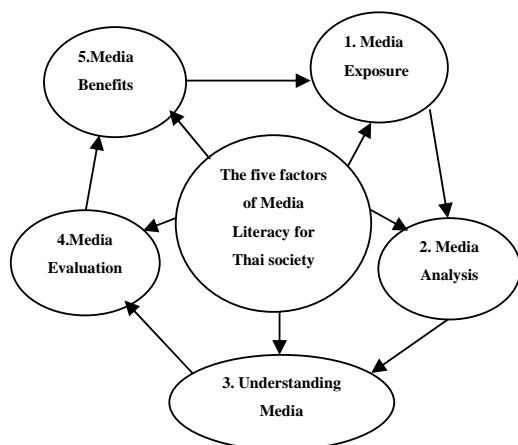 5.Media
Benefits
1. Media
Exposure
The five factors
of Media
Literacy for
Thai society
4.Media
Evaluation
2. Media
Analysis
3. Understanding
Media